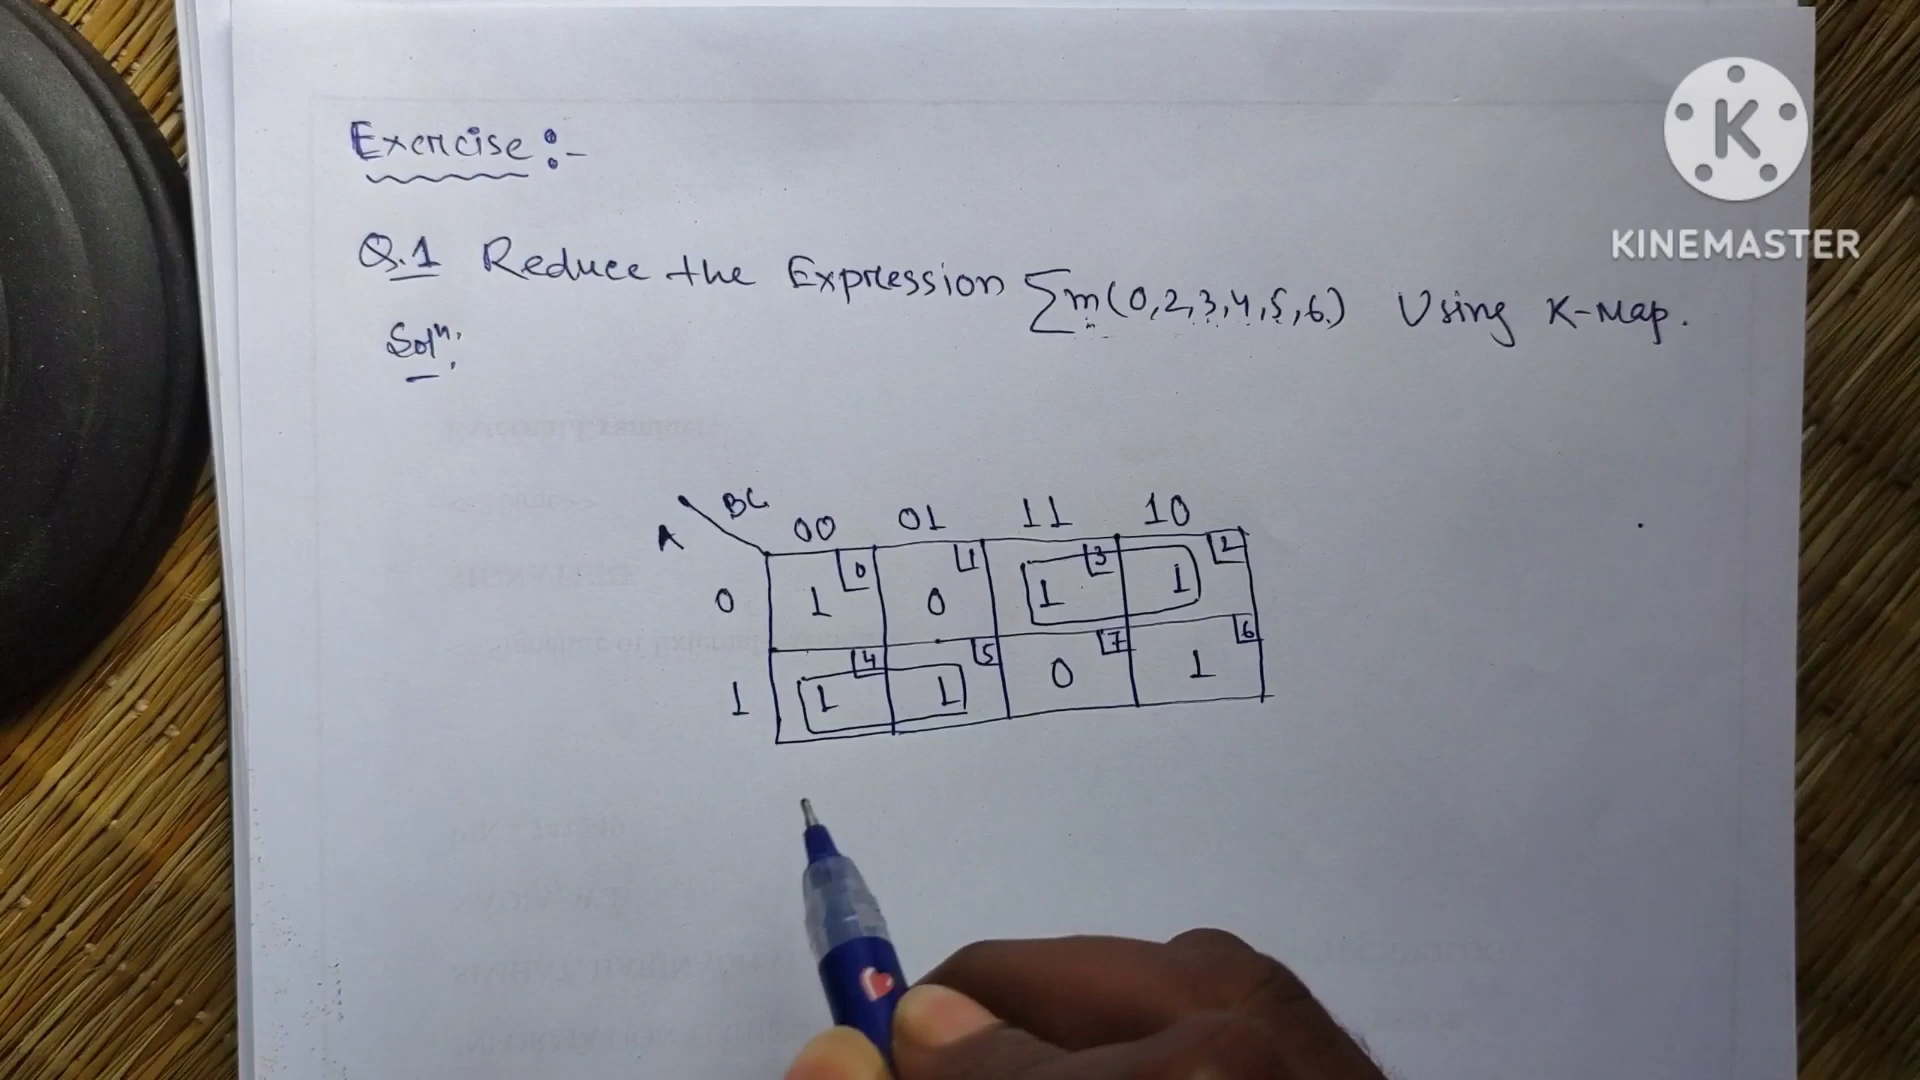 K
KINEMASTER
Exercise :-
Q.1 Reduce the Expression ∑m(0,2,3,4,5,6) Using K-Map.
Solⁿ:
A BC 00 01 11 10
0 1 0 0 1 1 3 1 2
1 1 4 1 5 0 7 1 6